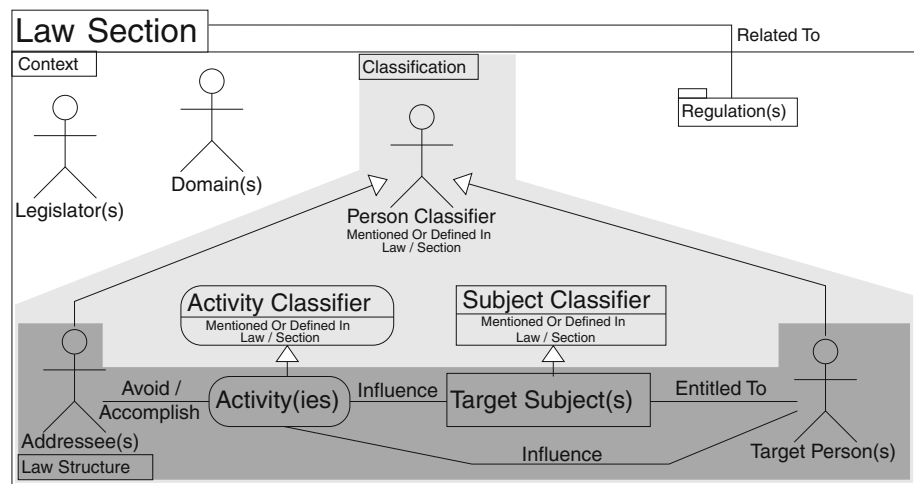 Law Section
Related To
Context
Classification
Regulation(s)
Legislator(s)
Domain(s)
Person Classifier
Mentioned Or Defined In
Law / Section
Activity Classifier
Mentioned Or Defined In
Law / Section
Subject Classifier
Mentioned Or Defined In
Law / Section
Avoid /
Accomplish
Activity(ies)
Influence
Target Subject(s)
Entitled To
Addressee(s)
Influence
Target Person(s)
Law Structure